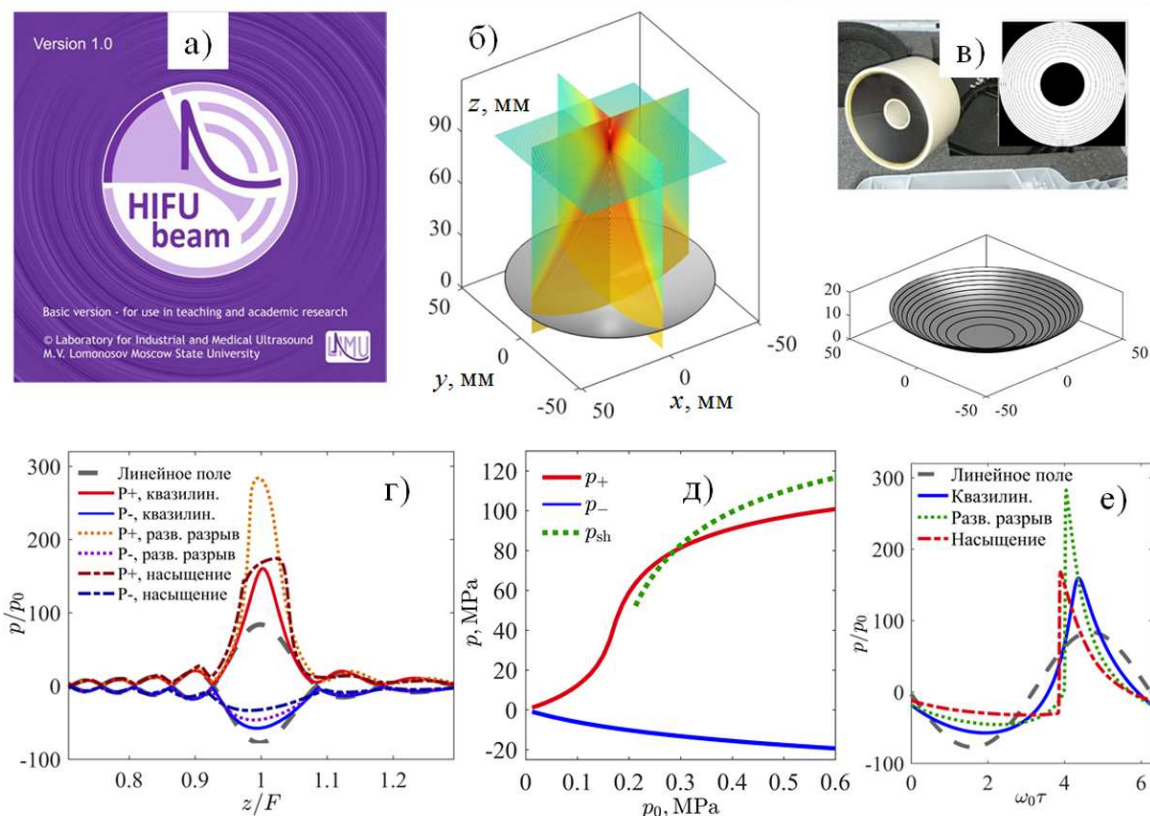 Version 1.0
а)
HIFU
beam
Basic version - for use in teaching and academic research
© Laboratory for Industrial and Medical Ultrasound
M.V. Lomonosov Moscow State University
LIMU
б)
z, мм
90
60
30
0
50
0
-50
y, мм
50
0
-50
x, мм
в)
20
10
0
50
0
-50
-50
0
50
г)
300
200
100
0
-100
p/p₀
Линейное поле
P+, квазилин.
P-, квазилин.
P+, разв. разрыв
P-, разв. разрыв
P+, насыщение
P-, насыщение
0.8
0.9
1
1.1
1.2
z/F
д)
120
100
80
60
40
20
0
-20
p, MPa
p₊
p₋
p_sh
0
0.1
0.2
0.3
0.4
0.5
0.6
p₀, MPa
е)
300
200
100
0
-100
p/p₀
Линейное поле
Квазилин.
Разв. разрыв
Насыщение
0
2
4
6
ω₀τ